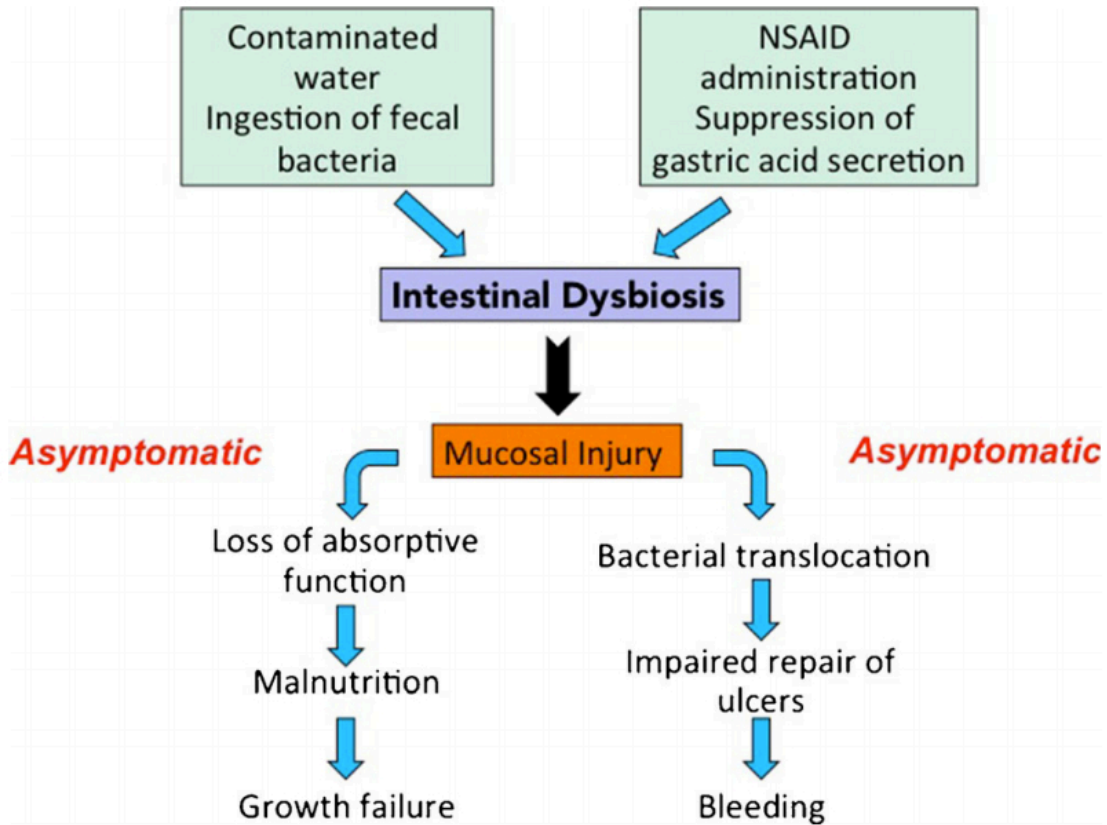 Contaminated
water
Ingestion of fecal
bacteria
NSAID
administration
Suppression of
gastric acid secretion
Intestinal Dysbiosis
Mucosal Injury
Asymptomatic
Asymptomatic
Loss of absorptive
function
Malnutrition
Growth failure
Bacterial translocation
Impaired repair of
ulcers
Bleeding